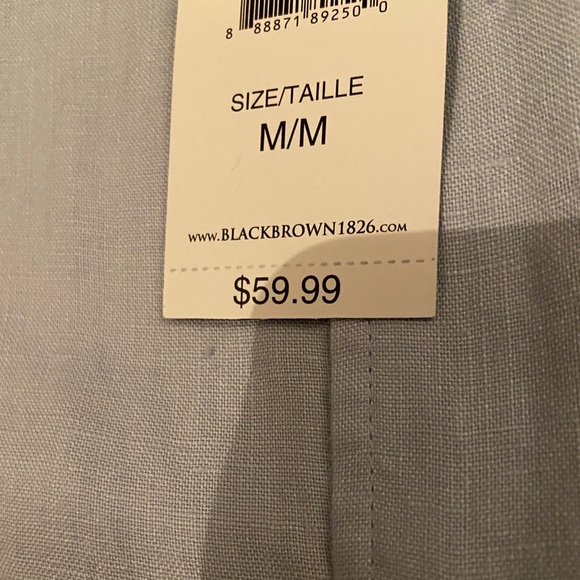 8 88871 89250 0
SIZE/TAILLE
M/M
www.BLACKBROWN1826.COM
$59.99